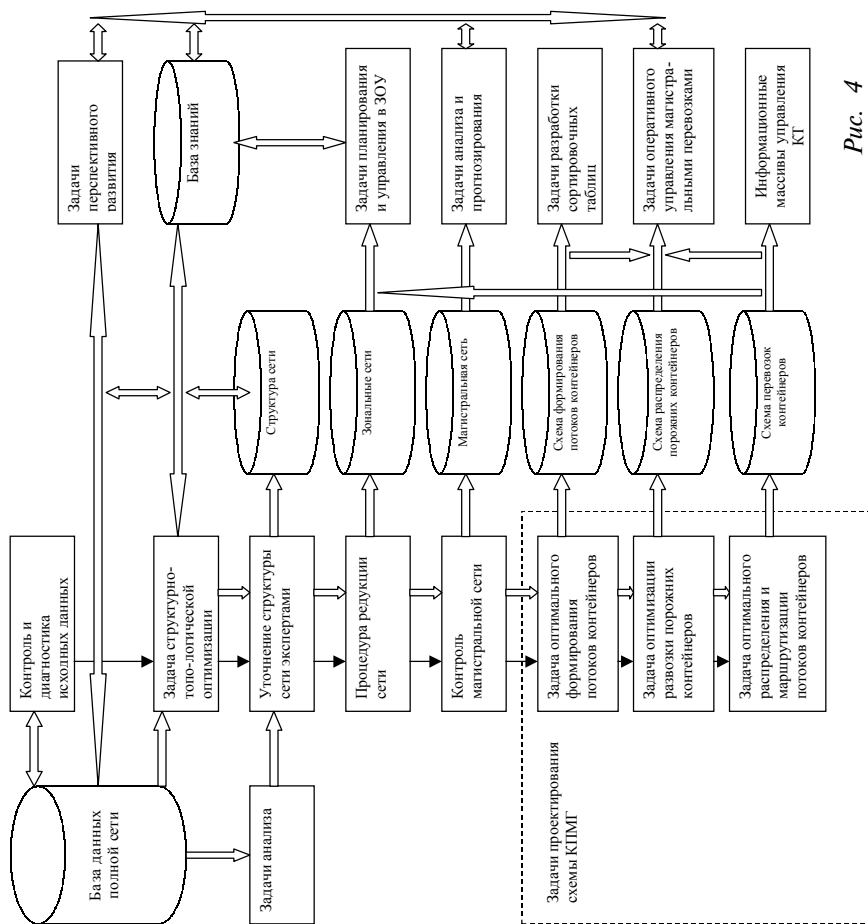 База данных
полной сети
Контроль и
диагностика
исходных данных
Задачи
перспективного
развития
База знаний
Задача структурно-
топо-логической
оптимизации
Задачи анализа
Уточнение структуры
сети экспертами
Структура сети
Задачи планирования
и управления в ЗОУ
Процедура редукции
сети
Зональные сети
Задачи анализа и
прогнозирования
Контроль
магистральной сети
Магистральная сеть
Задачи разработки
сортировочных
таблиц
Задачи проектирования
схемы КПМГ
Задача оптимального
формирования
потоков контейнеров
Схема формирования
потоков контейнеров
Задачи оперативного
управления магистра-
льными перевозками
Задача оптимизации
развозки порожних
контейнеров
Схема распределения
порожних контейнеров
Информационные
массивы управления
КТ
Задача оптимального
распределения и
маршрутизации
потоков контейнеров
Схема перевозок
контейнеров
Рис. 4